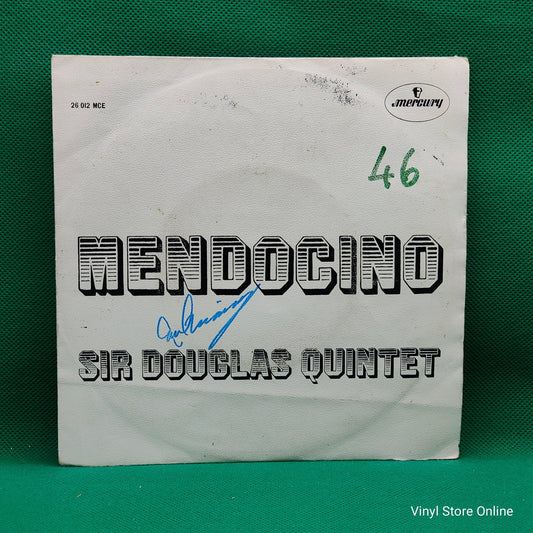 26 012 MCE
mercury
46
MENDOCINO
SIR DOUGLAS QUINTET
Vinyl Store Online